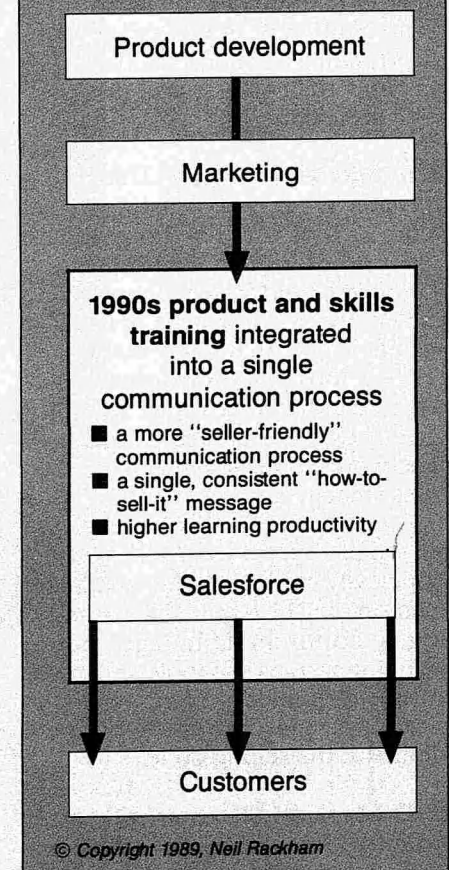 Product development
Marketing
1990s product and skills
training integrated
into a single
communication process
■ a more "seller-friendly"
communication process
■ a single, consistent "how-to-
sell-it" message
■ higher learning productivity
Salesforce
Customers
© Copyright 1989, Neil Rackham